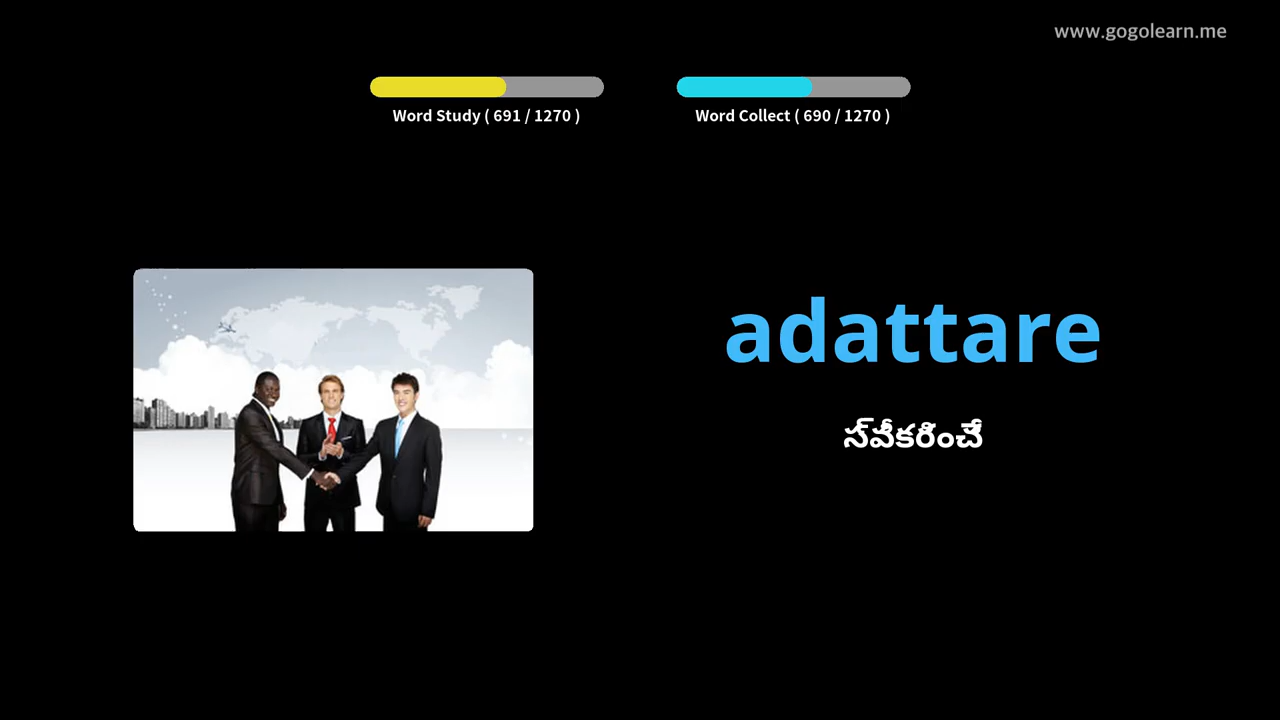 www.gogolearn.me
Word Study ( 691 / 1270 )
Word Collect ( 690 / 1270 )
adattare
స్వీకరించే